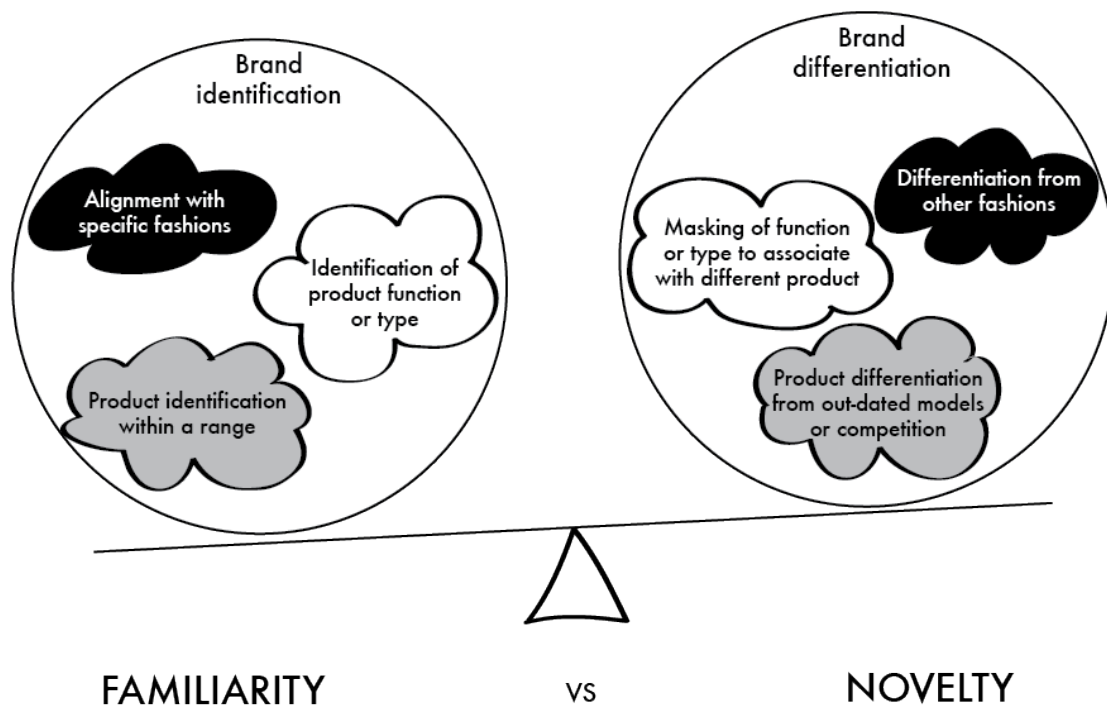 Brand
identification
Alignment with
specific fashions
Identification of
product function
or type
Product identification
within a range
Brand
differentiation
Differentiation from
other fashions
Masking of function
or type to associate
with different product
Product differentiation
from out-dated models
or competition
FAMILIARITY
vs
NOVELTY